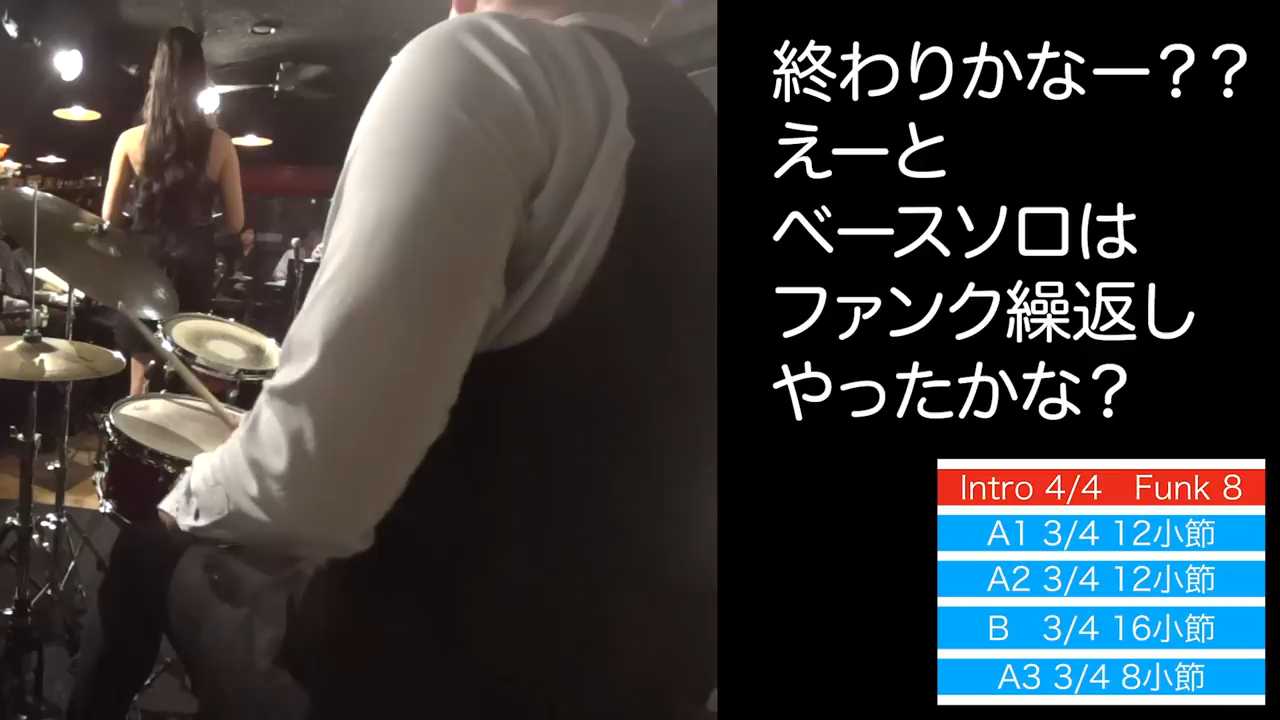 終わりかなー？？
えーと
ベースソロは
ファンク繰返し
やったかな？
Intro 4/4　Funk 8
A1 3/4 12小節
A2 3/4 12小節
B　3/4 16小節
A3 3/4 8小節